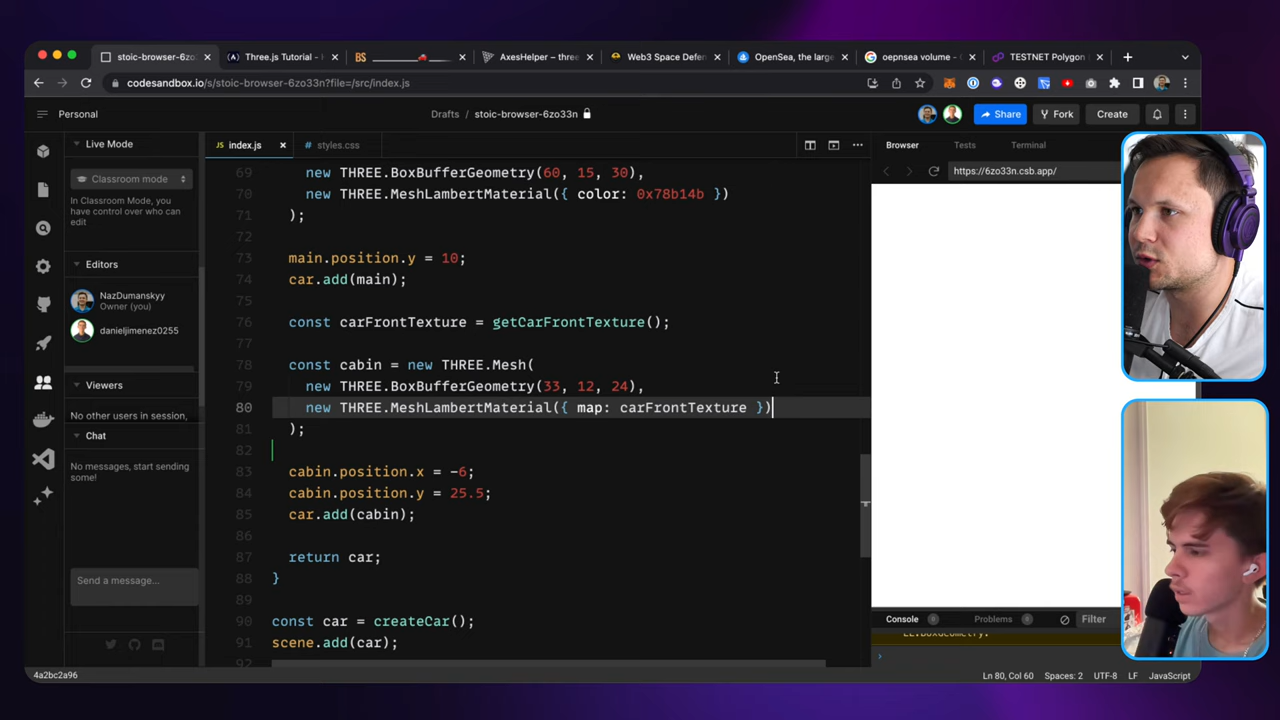 stoic-browser-6zo
Three.js Tutorial -
BS
AxesHelper – three
Web3 Space Defen
OpenSea, the large
oepnsea volume -
TESTNET Polygon
codesandbox.io/s/stoic-browser-6zo33n?file=/src/index.js
Personal
Drafts / stoic-browser-6zo33n
Share
Fork
Create
Live Mode
Classroom mode
In Classroom Mode, you
have control over who can
edit
Editors
NazDumanskyy
Owner (you)
danieljimenez0255
Viewers
No other users in session,
Chat
No messages, start sending
some!
Send a message...
JS index.js
styles.css
69 new THREE.BoxBufferGeometry(60, 15, 30),
70 new THREE.MeshLambertMaterial({ color: 0x78b14b })
71 );
72
73 main.position.y = 10;
74 car.add(main);
75
76 const carFrontTexture = getCarFrontTexture();
77
78 const cabin = new THREE.Mesh(
79 new THREE.BoxBufferGeometry(33, 12, 24),
80 new THREE.MeshLambertMaterial({ map: carFrontTexture })
81 );
82
83 cabin.position.x = -6;
84 cabin.position.y = 25.5;
85 car.add(cabin);
86
87 return car;
88 }
89
90 const car = createCar();
91 scene.add(car);
92
Browser
Tests
Terminal
https://6zo33n.csb.app/
Console
Problems
Filter
4a2bc2a96
Ln 80, Col 60
Spaces: 2
UTF-8
LF
JavaScript